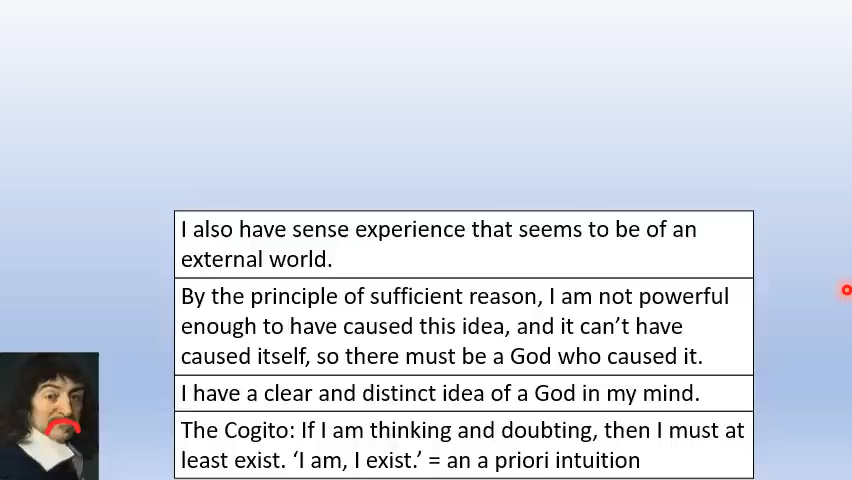 I also have sense experience that seems to be of an
external world.
By the principle of sufficient reason, I am not powerful
enough to have caused this idea, and it can’t have
caused itself, so there must be a God who caused it.
I have a clear and distinct idea of a God in my mind.
The Cogito: If I am thinking and doubting, then I must at
least exist. ‘I am, I exist.’ = an a priori intuition